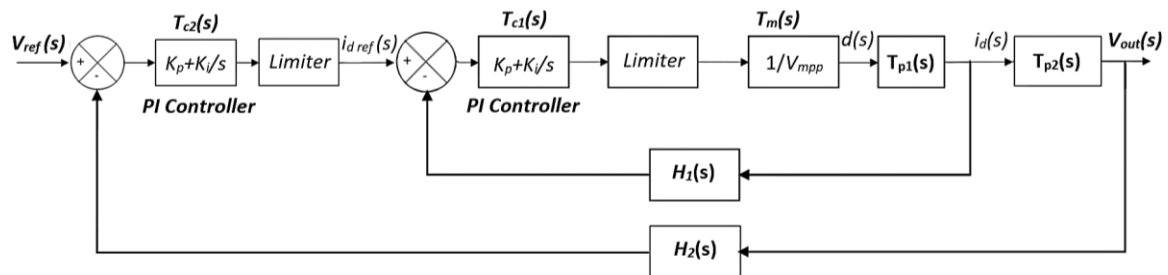 T_c2(s)
T_c1(s)
T_m(s)
V_ref(s)
i_d ref(s)
d(s)
i_d(s)
V_out(s)
+
-
K_p+K_i/s
Limiter
+
-
K_p+K_i/s
Limiter
1/V_mpp
T_p1(s)
T_p2(s)
PI Controller
PI Controller
H_1(s)
H_2(s)